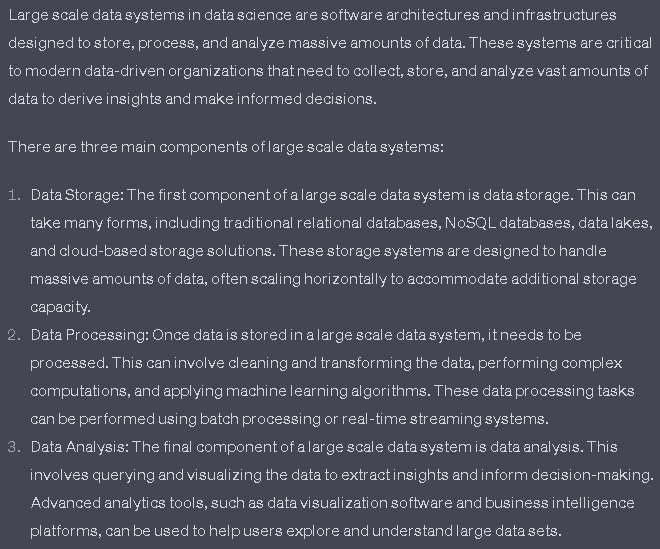 Large scale data systems in data science are software architectures and infrastructures
designed to store, process, and analyze massive amounts of data. These systems are critical
to modern data-driven organizations that need to collect, store, and analyze vast amounts of
data to derive insights and make informed decisions.
There are three main components of large scale data systems:
1. Data Storage: The first component of a large scale data system is data storage. This can
take many forms, including traditional relational databases, NoSQL databases, data lakes,
and cloud-based storage solutions. These storage systems are designed to handle
massive amounts of data, often scaling horizontally to accommodate additional storage
capacity.
2. Data Processing: Once data is stored in a large scale data system, it needs to be
processed. This can involve cleaning and transforming the data, performing complex
computations, and applying machine learning algorithms. These data processing tasks
can be performed using batch processing or real-time streaming systems.
3. Data Analysis: The final component of a large scale data system is data analysis. This
involves querying and visualizing the data to extract insights and inform decision-making.
Advanced analytics tools, such as data visualization software and business intelligence
platforms, can be used to help users explore and understand large data sets.